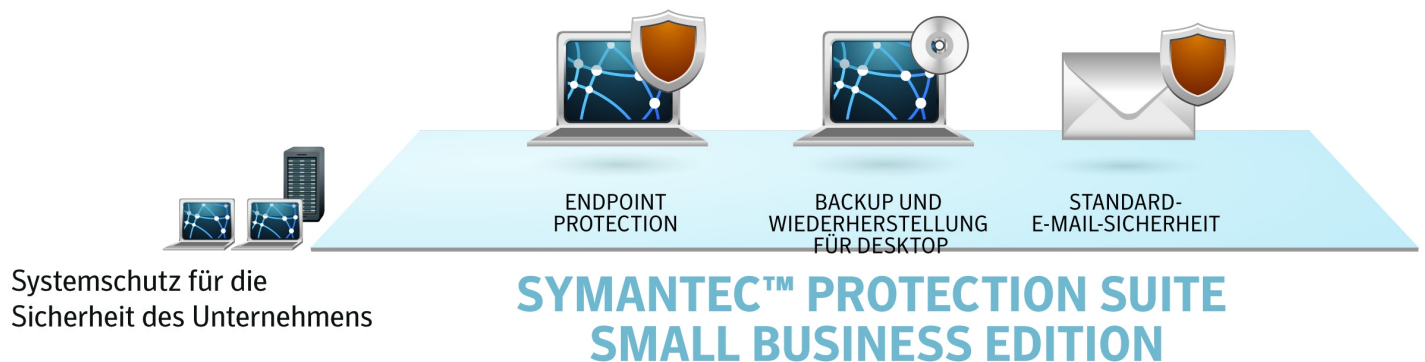 ENDPOINT
PROTECTION
BACKUP UND
WIEDERHERSTELLUNG
FÜR DESKTOP
STANDARD-
E-MAIL-SICHERHEIT
Systemschutz für die
Sicherheit des Unternehmens
SYMANTEC™ PROTECTION SUITE
SMALL BUSINESS EDITION